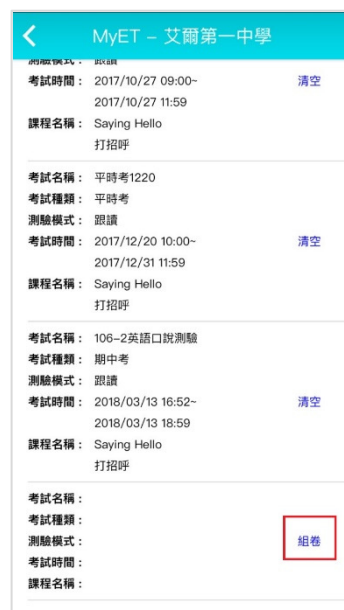 MyET – 艾爾第一中學
測驗模式： 跟讀
考試時間： 2017/10/27 09:00~ 清空
2017/10/27 11:59
課程名稱： Saying Hello
打招呼
考試名稱： 平時考1220
考試種類： 平時考
測驗模式： 跟讀
考試時間： 2017/12/20 10:00~ 清空
2017/12/31 11:59
課程名稱： Saying Hello
打招呼
考試名稱： 106–2英語口說測驗
考試種類： 期中考
測驗模式： 跟讀
考試時間： 2018/03/13 16:52~ 清空
2018/03/13 18:59
課程名稱： Saying Hello
打招呼
考試名稱：
考試種類：
測驗模式： 組卷
考試時間：
課程名稱：